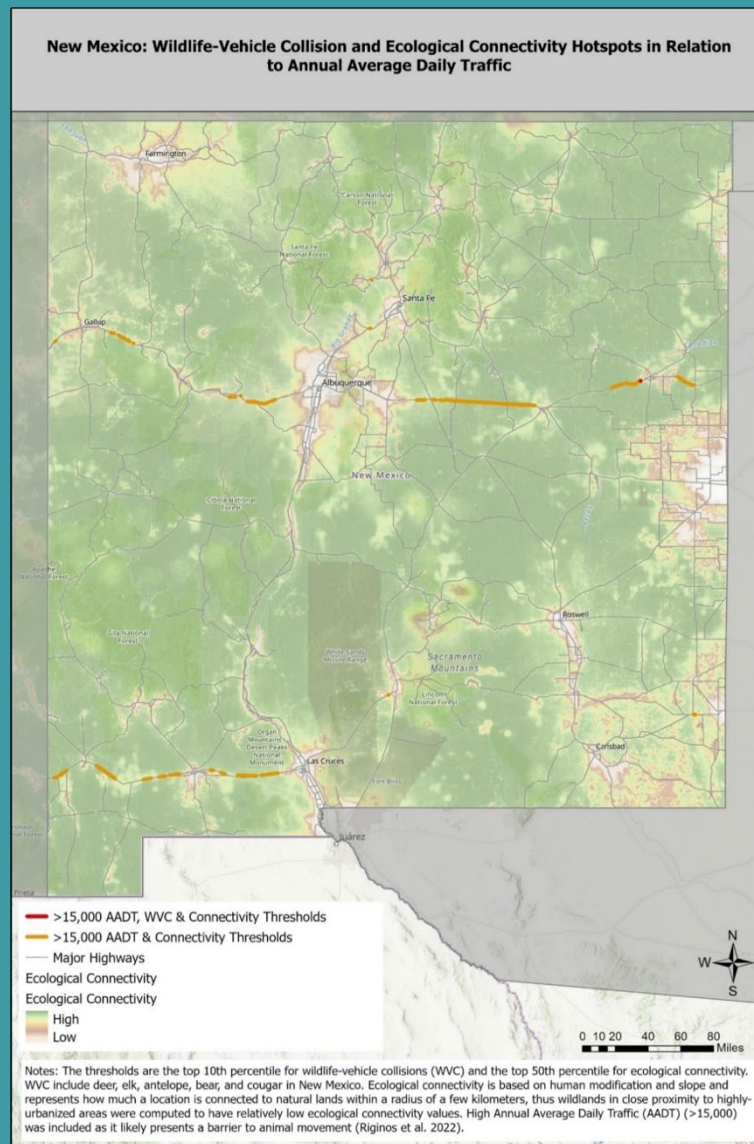 New Mexico: Wildlife-Vehicle Collision and Ecological Connectivity Hotspots in Relation
to Annual Average Daily Traffic
Farmington
Carson National
Forest
Santa Fe
National Forest
Santa Fe
Gallup
Rio Grande
Albuquerque
New Mexico
Cibola National
Forest
Apache
National Forest
Gila National
Forest
White Sands
Missile Range
Roswell
Sacramento
Mountains
Lincoln
National Forest
Organ
Mountains
Desert Peaks
National
Monument
Las Cruces
Carlsbad
Fort Bliss
Juárez
Prieta
>15,000 AADT, WVC & Connectivity Thresholds
>15,000 AADT & Connectivity Thresholds
Major Highways
Ecological Connectivity
Ecological Connectivity
High
Low
N
W
S
0 10 20 40 60 80
Miles
Notes: The thresholds are the top 10th percentile for wildlife-vehicle collisions (WVC) and the top 50th percentile for ecological connectivity.
WVC include deer, elk, antelope, bear, and cougar in New Mexico. Ecological connectivity is based on human modification and slope and
represents how much a location is connected to natural lands within a radius of a few kilometers, thus wildlands in close proximity to highly-
urbanized areas were computed to have relatively low ecological connectivity values. High Annual Average Daily Traffic (AADT) (>15,000)
was included as it likely presents a barrier to animal movement (Riginos et al. 2022).